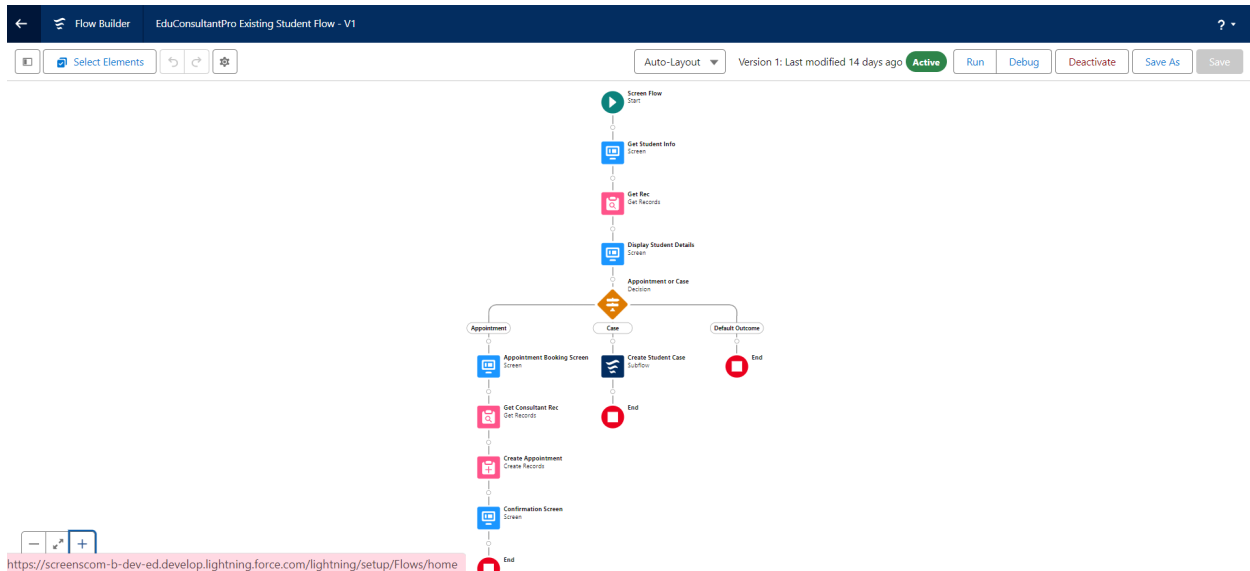 Flow Builder EduConsultantPro Existing Student Flow - V1 ?
Select Elements Auto-Layout Version 1: Last modified 14 days ago Active Run Debug Deactivate Save As Save
Screen Flow
Start
Get Student Info
Screen
Get Rec
Get Records
Display Student Details
Screen
Appointment or Case
Decision
Appointment Case Default Outcome
Appointment Booking Screen Create Student Case End
Screen Subflow
Get Consultant Rec End
Get Records
Create Appointment
Create Records
Confirmation Screen
Screen
End
https://screenscom-b-dev-ed.develop.lightning.force.com/lightning/setup/Flows/home